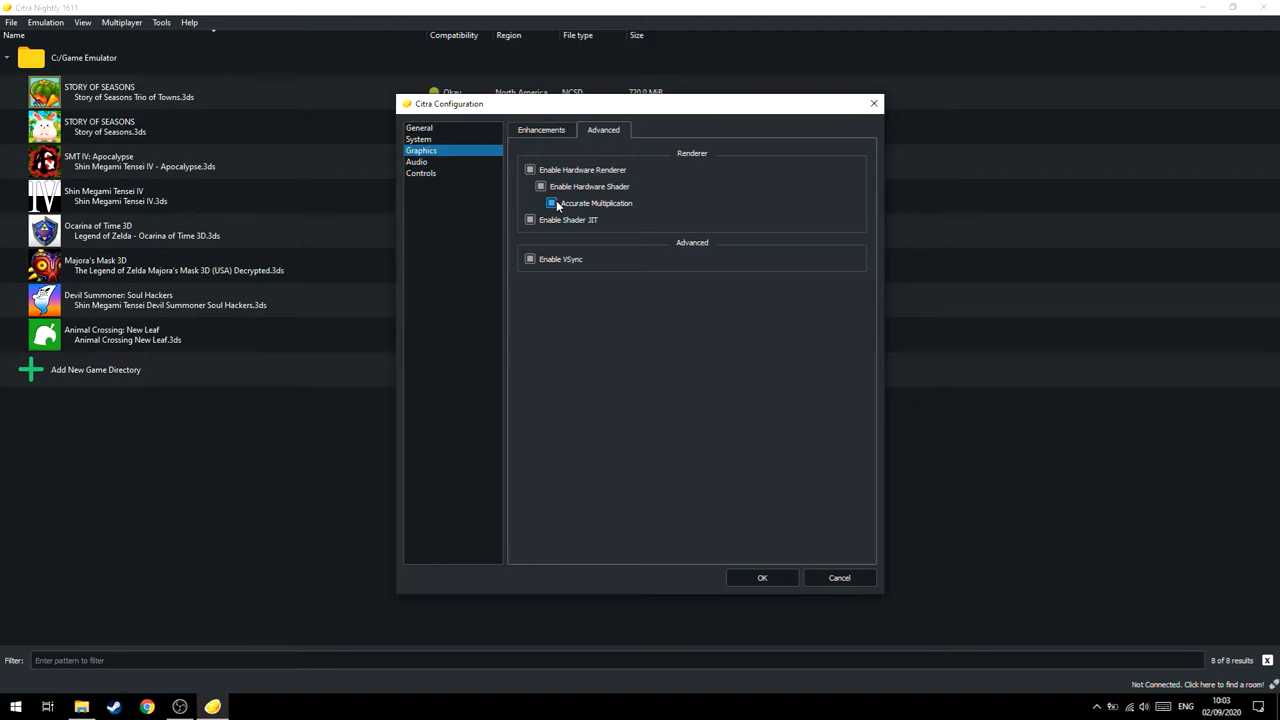 Citra Nightly 1611
File Emulation View Multiplayer Tools Help
Name Compatibility Region File type Size
C:/Game Emulator
STORY OF SEASONS
Story of Seasons Trio of Towns.3ds
Okay North America NCSD 720.0 MiB
STORY OF SEASONS
Story of Seasons.3ds
SMT IV: Apocalypse
Shin Megami Tensei IV - Apocalypse.3ds
IV
Shin Megami Tensei IV
Shin Megami Tensei IV.3ds
Ocarina of Time 3D
Legend of Zelda - Ocarina of Time 3D.3ds
Majora's Mask 3D
The Legend of Zelda Majora's Mask 3D (USA) Decrypted.3ds
Devil Summoner: Soul Hackers
Shin Megami Tensei Devil Summoner Soul Hackers.3ds
Animal Crossing: New Leaf
Animal Crossing New Leaf.3ds
Add New Game Directory
Citra Configuration
General
System
Graphics
Audio
Controls
Enhancements Advanced
Renderer
Enable Hardware Renderer
Enable Hardware Shader
Accurate Multiplication
Enable Shader JIT
Advanced
Enable VSync
OK Cancel
Filter: Enter pattern to filter 8 of 8 results X
Not Connected. Click here to find a room!
ENG
10:03
02/09/2020